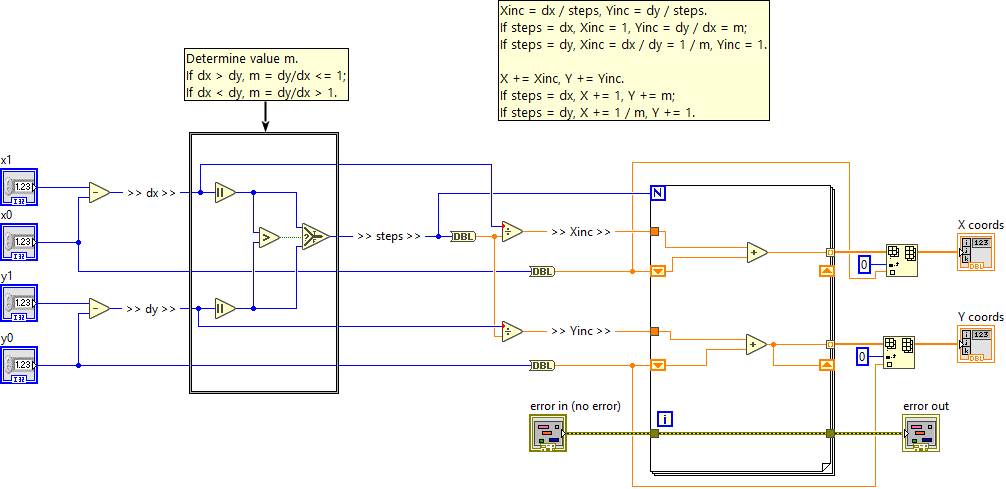 Xinc = dx / steps, Yinc = dy / steps.
If steps = dx, Xinc = 1, Yinc = dy / dx = m;
If steps = dy, Xinc = dx / dy = 1 / m, Yinc = 1.
X += Xinc, Y += Yinc.
If steps = dx, X += 1, Y += m;
If steps = dy, X += 1 / m, Y += 1.
Determine value m.
If dx > dy, m = dy/dx <= 1;
If dx < dy, m = dy/dx > 1.
x1
1.23
I32
>> dx >>
N
x0
1.23
I32
>
?
T
F
>> steps >>
DBL
÷
>> Xinc >>
+
X coords
123
DBL
0
DBL
y1
1.23
I32
>> dy >>
÷
>> Yinc >>
+
Y coords
123
DBL
0
y0
1.23
I32
DBL
error in (no error)
i
error out